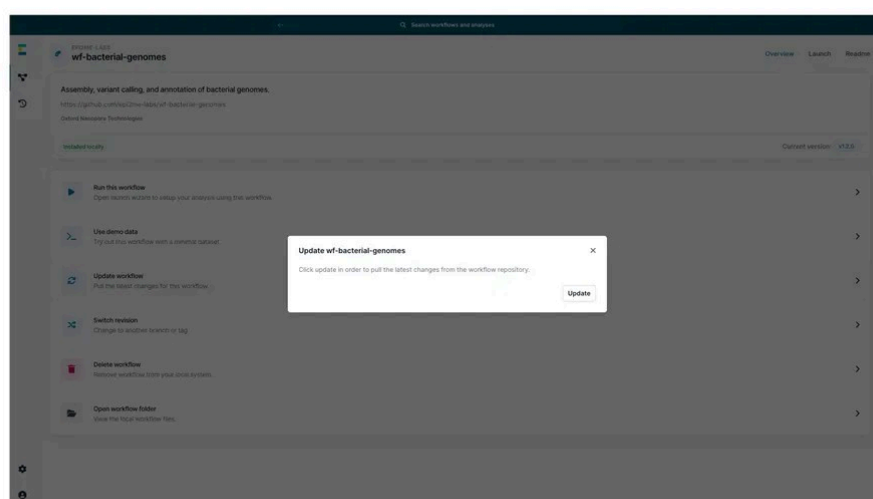 Search workflows and analyses
EPI2ME-LABS
wf-bacterial-genomes
Overview Launch Readme
Assembly, variant calling, and annotation of bacterial genomes.
https://github.com/epi2me-labs/wf-bacterial-genomes
Oxford Nanopore Technologies
Installed locally
Current version:
Run this workflow
Open launch wizard to setup your analysis using this workflow.
Use demo data
Try out this workflow with a minimal dataset.
Update workflow
Pull the latest changes for this workflow.
Switch revision
Change to another branch or tag.
Delete workflow
Remove workflow from your local system.
Open workflow folder
View the local workflow files.
Update wf-bacterial-genomes
Click update in order to pull the latest changes from the workflow repository.
Update